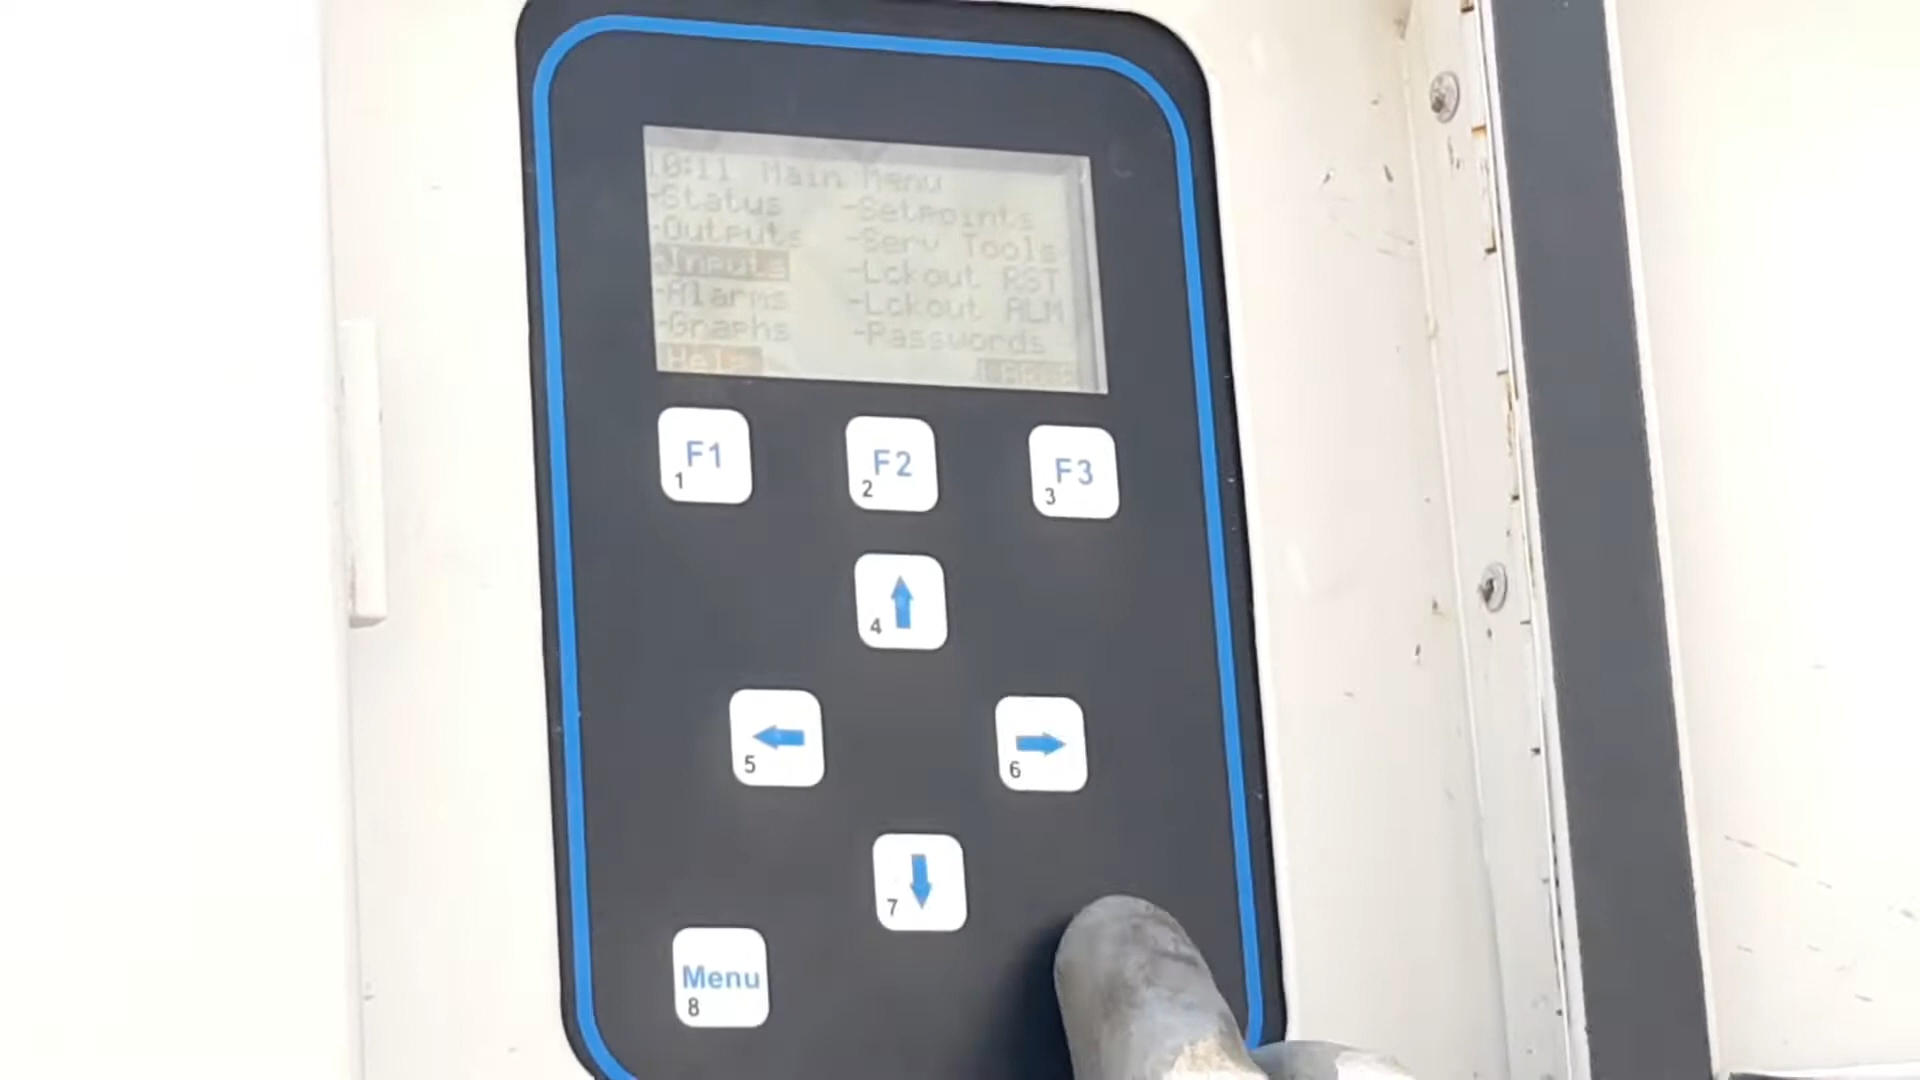 10:11 Main Menu
-Status -Setpoints
-Outputs -Serv Tools
-Inputs -Lckout RST
-Alarms -Lckout ALM
-Graphs -Passwords
Help
F1 1
F2 2
F3 3
4
5
6
7
Menu
8